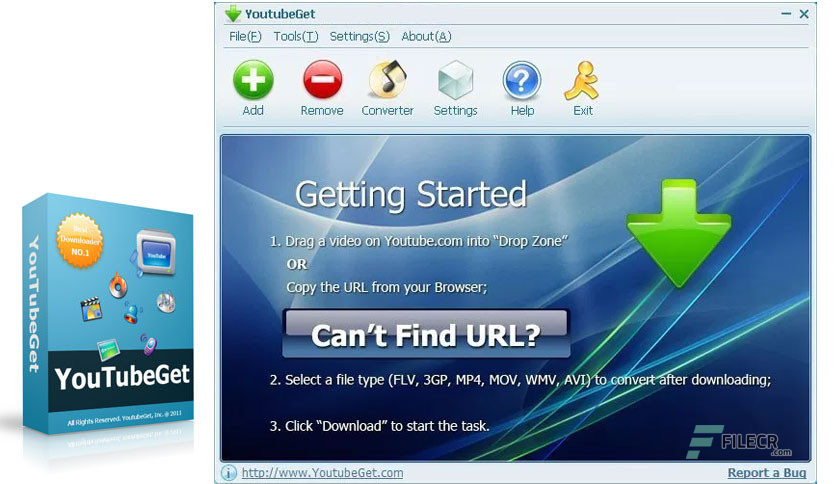 YouTubeGet
Best
Downloader
NO.1
YouTube
YouTubeGet
All Rights Reserved. YoutubeGet, Inc. @ 2011
YoutubeGet
File(F) Tools(T) Settings(S) About(A)
Add Remove Converter Settings Help Exit
Getting Started
1. Drag a video on Youtube.com into “Drop Zone”
OR
Copy the URL from your Browser;
Can’t Find URL?
2. Select a file type (FLV, 3GP, MP4, MOV, WMV, AVI) to convert after downloading;
3. Click “Download” to start the task.
FILECR
.com
http://www.YoutubeGet.com Report a Bug